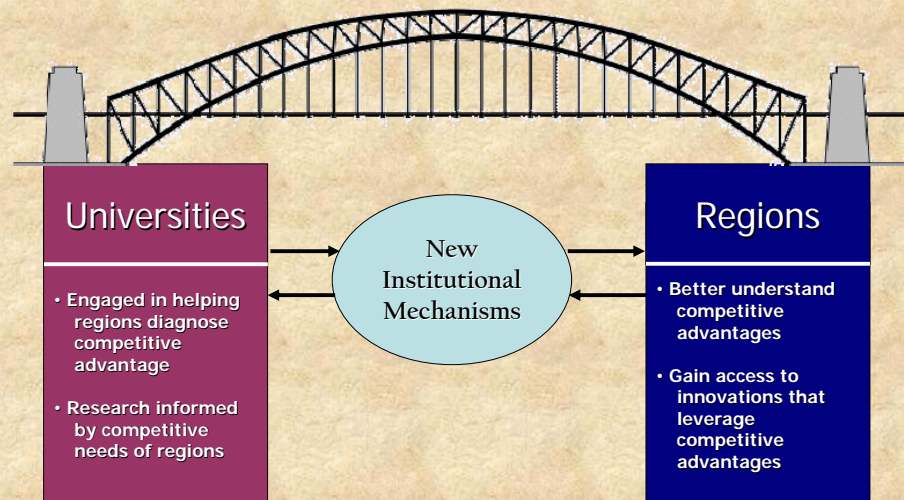 Universities
• Engaged in helping
regions diagnose
competitive
advantage
• Research informed
by competitive
needs of regions
New
Institutional
Mechanisms
Regions
• Better understand
competitive
advantages
• Gain access to
innovations that
leverage
competitive
advantages